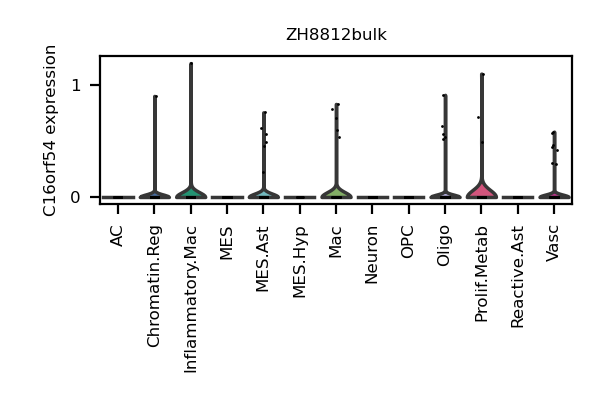 ZH8812bulk
C16orf54 expression
1
0
AC
Chromatin.Reg
Inflammatory.Mac
MES
MES.Ast
MES.Hyp
Mac
Neuron
OPC
Oligo
Prolif.Metab
Reactive.Ast
Vasc